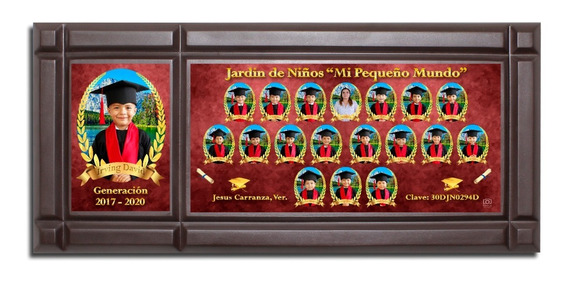 Irving David
Generación
2017 - 2020
Jardín de Niños “Mi Pequeño Mundo”
Jesus Carranza, Ver.
Clave: 30DJN0294D